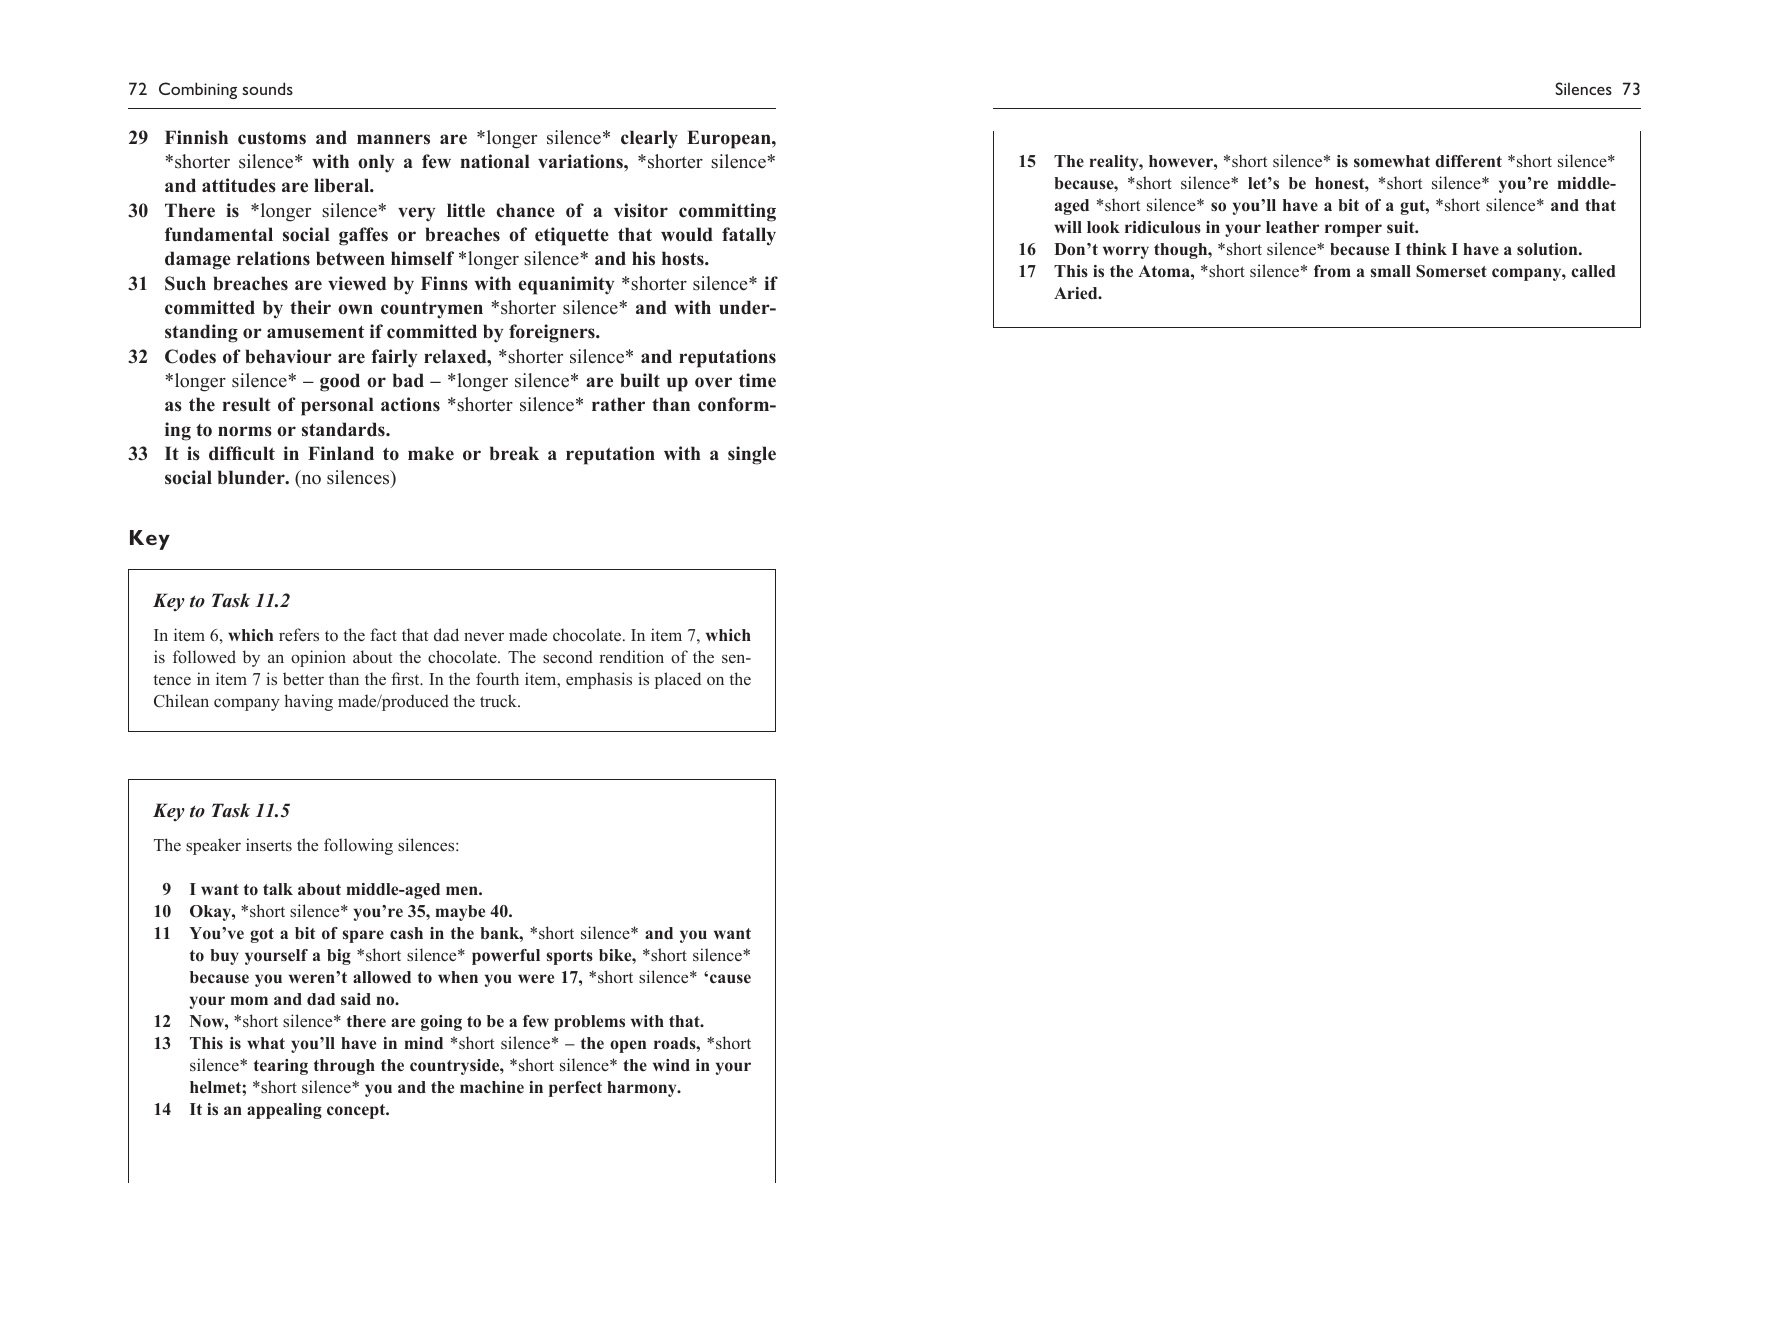 72 Combining sounds
29 Finnish customs and manners are *longer silence* clearly European,
*shorter silence* with only a few national variations, *shorter silence*
and attitudes are liberal.
30 There is *longer silence* very little chance of a visitor committing
fundamental social gaffes or breaches of etiquette that would fatally
damage relations between himself *longer silence* and his hosts.
31 Such breaches are viewed by Finns with equanimity *shorter silence* if
committed by their own countrymen *shorter silence* and with under-
standing or amusement if committed by foreigners.
32 Codes of behaviour are fairly relaxed, *shorter silence* and reputations
*longer silence* – good or bad – *longer silence* are built up over time
as the result of personal actions *shorter silence* rather than conform-
ing to norms or standards.
33 It is difficult in Finland to make or break a reputation with a single
social blunder. (no silences)
Key
Key to Task 11.2
In item 6, which refers to the fact that dad never made chocolate. In item 7, which
is followed by an opinion about the chocolate. The second rendition of the sen-
tence in item 7 is better than the first. In the fourth item, emphasis is placed on the
Chilean company having made/produced the truck.
Key to Task 11.5
The speaker inserts the following silences:
9 I want to talk about middle-aged men.
10 Okay, *short silence* you’re 35, maybe 40.
11 You’ve got a bit of spare cash in the bank, *short silence* and you want
to buy yourself a big *short silence* powerful sports bike, *short silence*
because you weren’t allowed to when you were 17, *short silence* ‘cause
your mom and dad said no.
12 Now, *short silence* there are going to be a few problems with that.
13 This is what you’ll have in mind *short silence* – the open roads, *short
silence* tearing through the countryside, *short silence* the wind in your
helmet; *short silence* you and the machine in perfect harmony.
14 It is an appealing concept.
Silences 73
15 The reality, however, *short silence* is somewhat different *short silence*
because, *short silence* let’s be honest, *short silence* you’re middle-
aged *short silence* so you’ll have a bit of a gut, *short silence* and that
will look ridiculous in your leather romper suit.
16 Don’t worry though, *short silence* because I think I have a solution.
17 This is the Atoma, *short silence* from a small Somerset company, called
Aried.